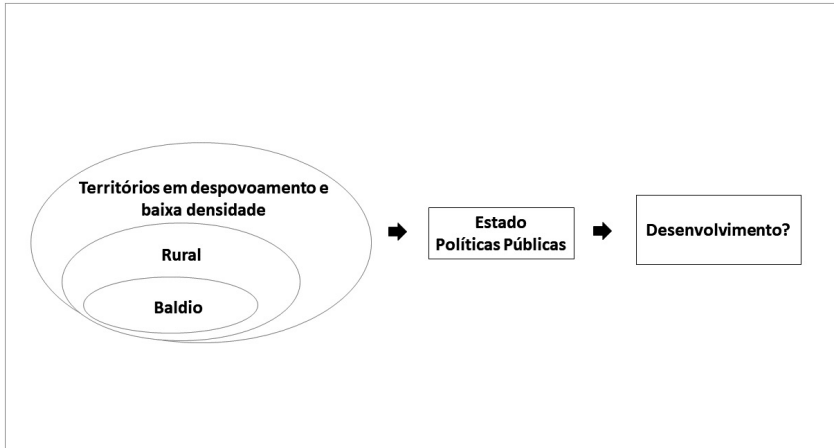 Territórios em despovoamento e
baixa densidade
Rural
Baldio
Estado
Políticas Públicas
Desenvolvimento?